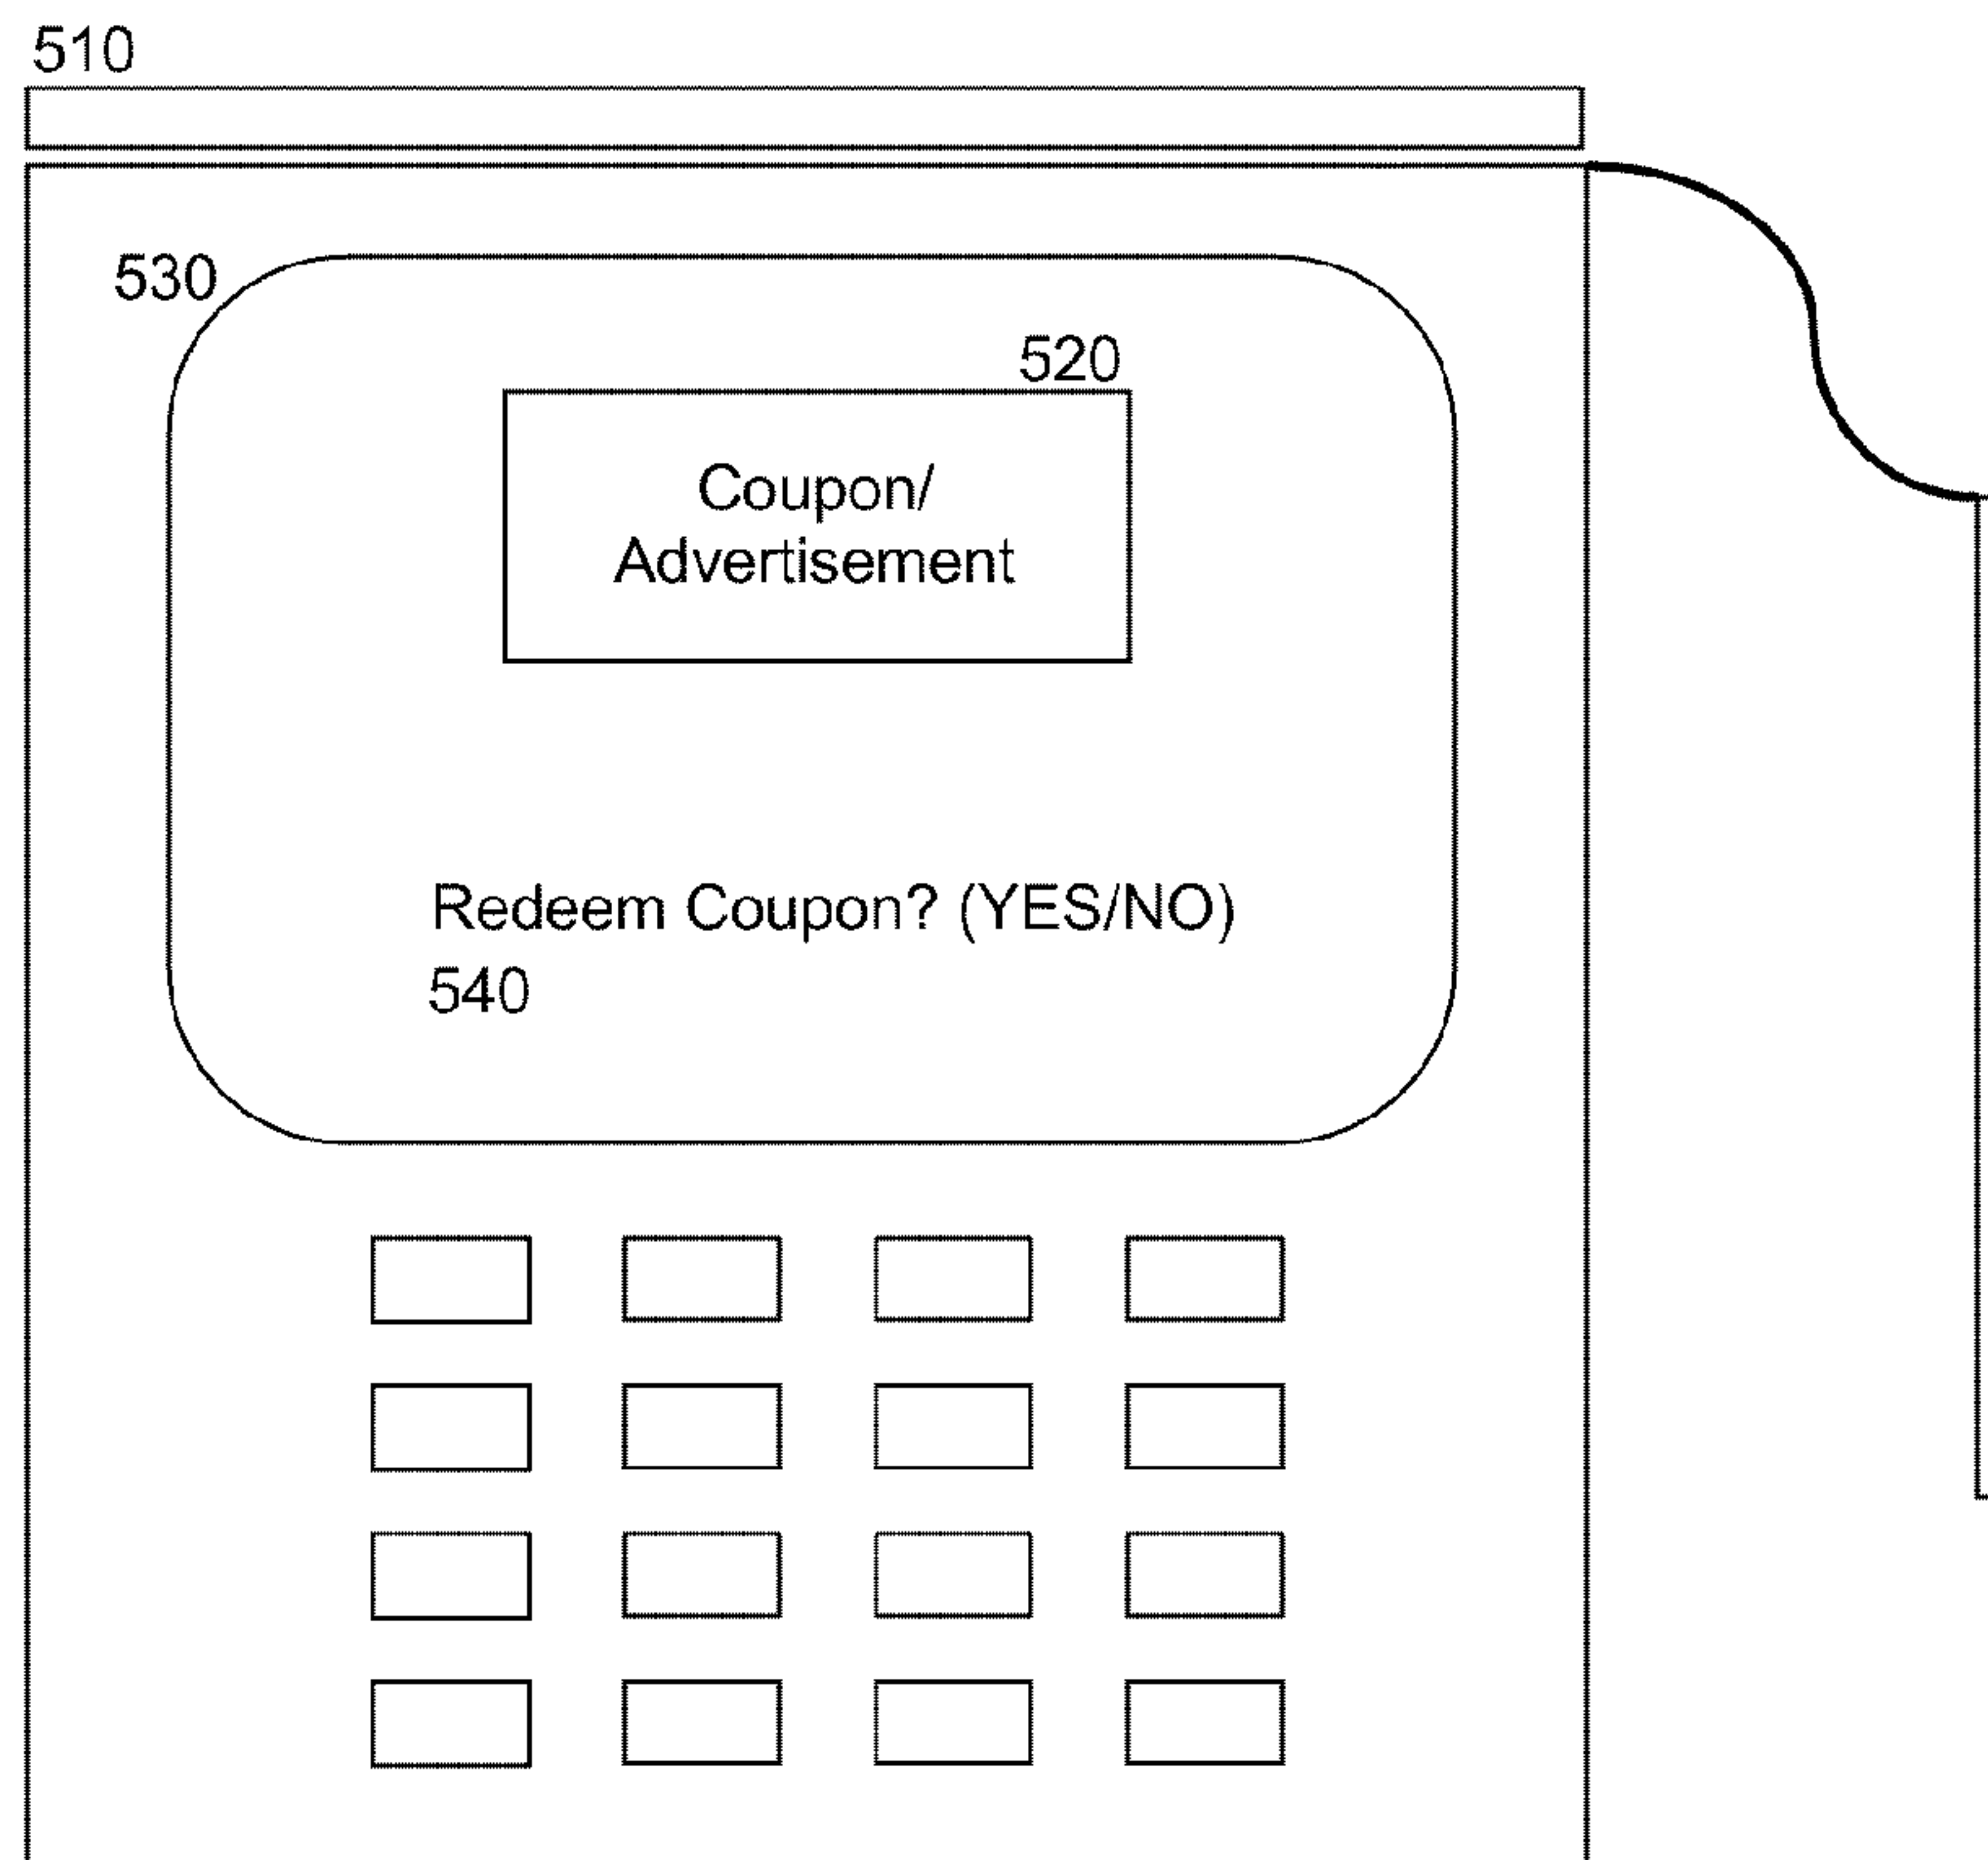 510
530
520
Coupon/
Advertisement
Redeem Coupon? (YES/NO)
540